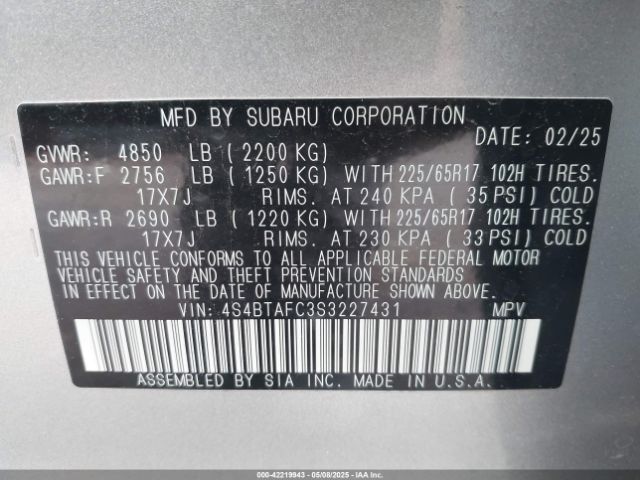 MFD BY SUBARU CORPORATION
DATE: 02/25
GVWR: 4850 LB ( 2200 KG)
GAWR:F 2756 LB ( 1250 KG) WITH 225/65R17 102H TIRES.
17X7J RIMS. AT 240 KPA ( 35 PSI) COLD
GAWR:R 2690 LB ( 1220 KG) WITH 225/65R17 102H TIRES.
17X7J RIMS. AT 230 KPA ( 33 PSI) COLD
THIS VEHICLE CONFORMS TO ALL APPLICABLE FEDERAL MOTOR
VEHICLE SAFETY AND THEFT PREVENTION STANDARDS
IN EFFECT ON THE DATE OF MANUFACTURE SHOWN ABOVE.
VIN: 4S4BTAFC3S3227431 MPV
ASSEMBLED BY SIA INC. MADE IN U.S.A.
000-42219943 - 05/08/2025 - IAAI.COM